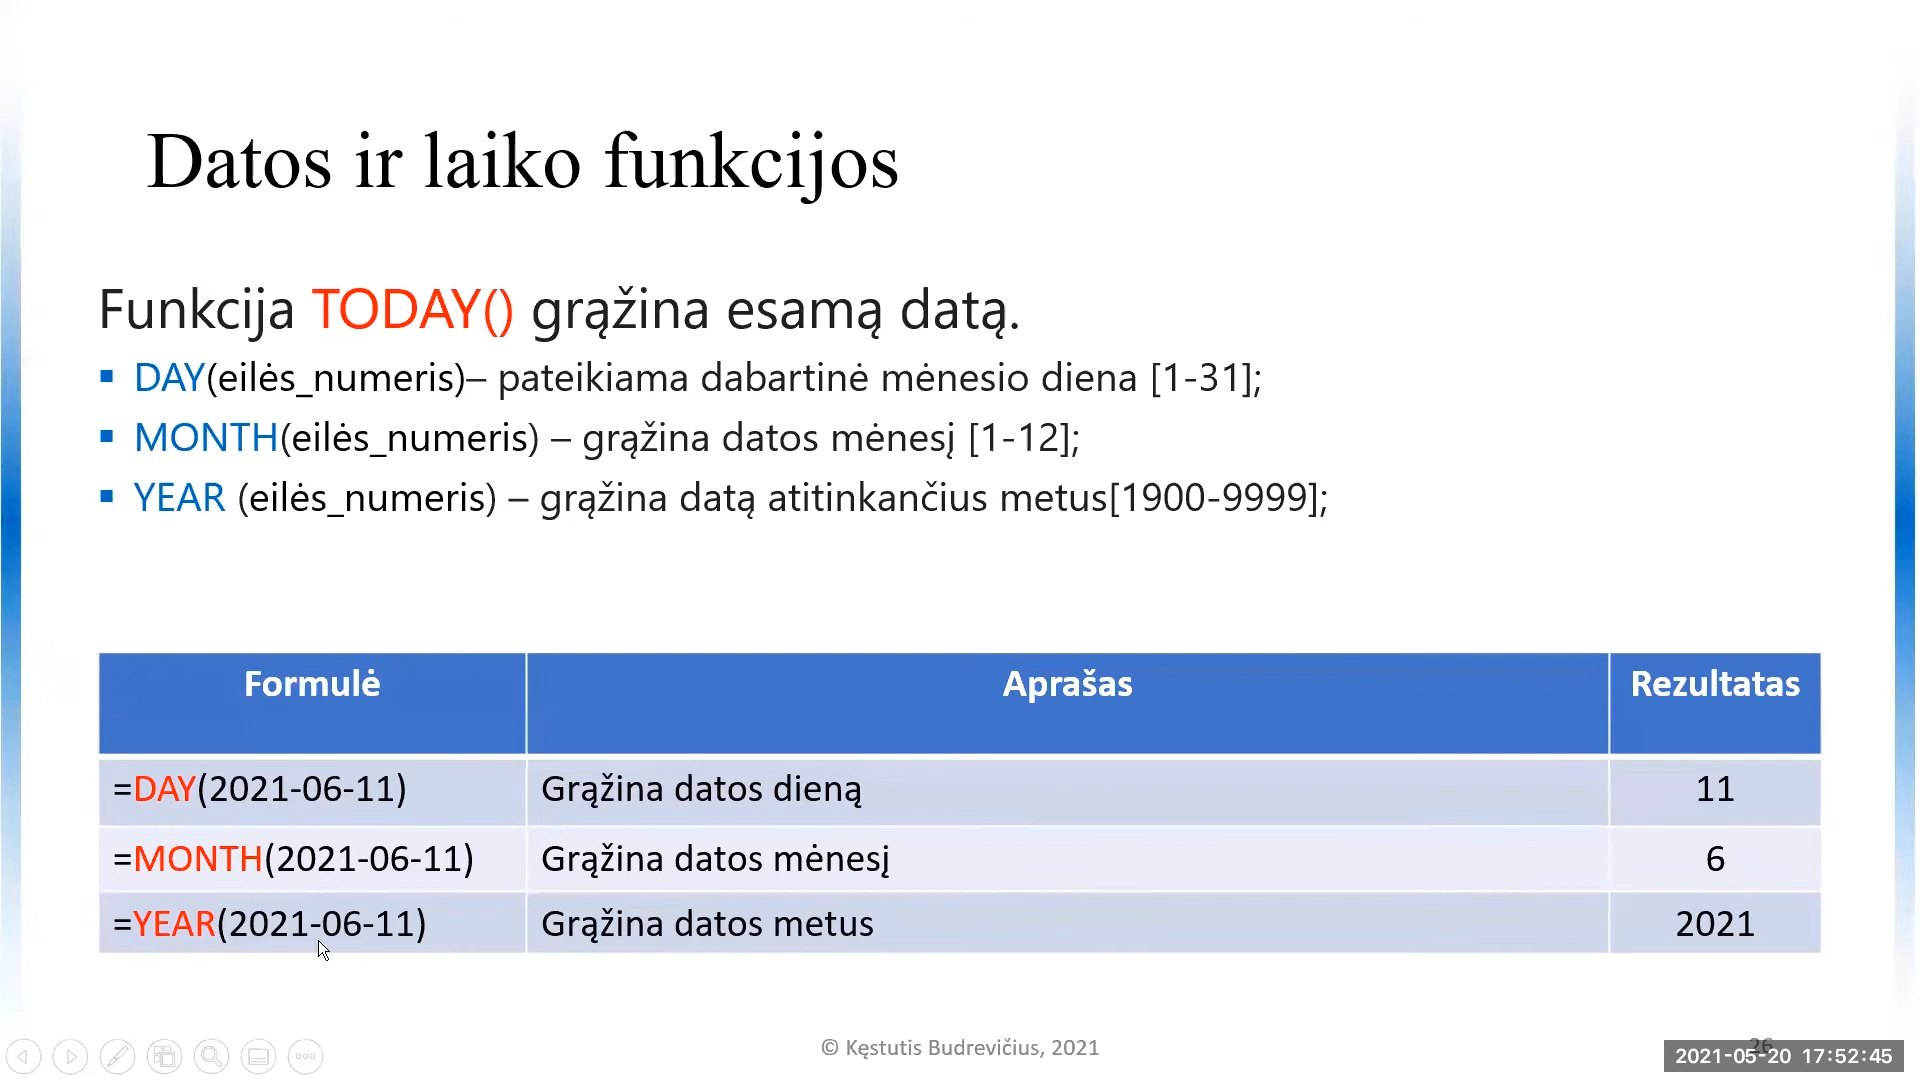 Datos ir laiko funkcijos
Funkcija TODAY() grąžina esamą datą.
▪ DAY(eilės_numeris)– pateikiama dabartinė mėnesio diena [1-31];
▪ MONTH(eilės_numeris) – grąžina datos mėnesį [1-12];
▪ YEAR (eilės_numeris) – grąžina datą atitinkančius metus[1900-9999];
Formulė Aprašas Rezultatas
=DAY(2021-06-11) Grąžina datos dieną 11
=MONTH(2021-06-11) Grąžina datos mėnesį 6
=YEAR(2021-06-11) Grąžina datos metus 2021
© Kęstutis Budrevičius, 2021
26
2021-05-20 17:52:45